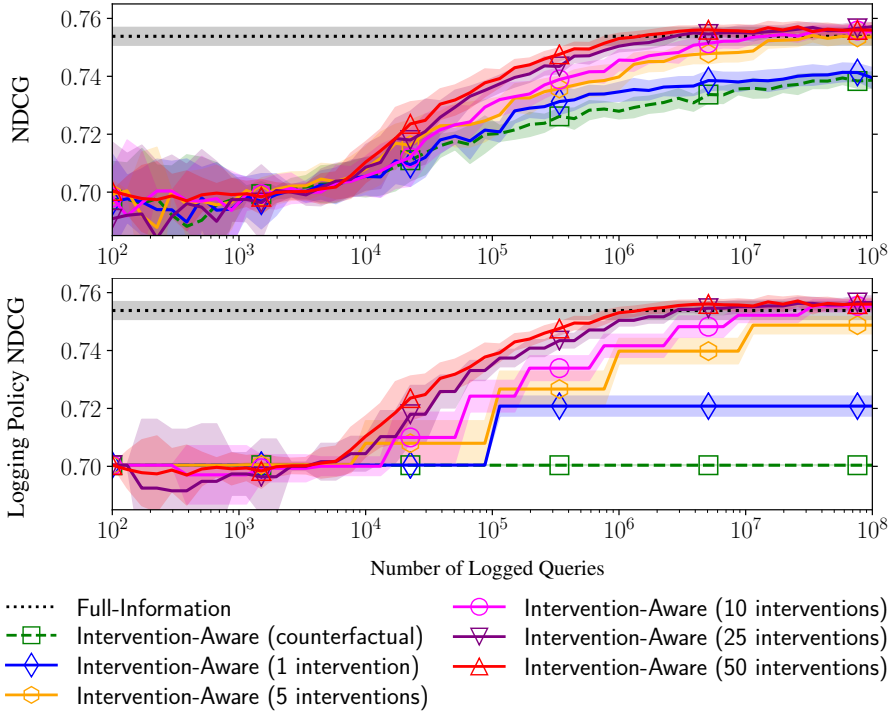 NDCG
0.76
0.74
0.72
0.70
10^2
10^3
10^4
10^5
10^6
10^7
10^8
Logging Policy NDCG
0.76
0.74
0.72
0.70
10^2
10^3
10^4
10^5
10^6
10^7
10^8
Number of Logged Queries
Full-Information
Intervention-Aware (counterfactual)
Intervention-Aware (1 intervention)
Intervention-Aware (5 interventions)
Intervention-Aware (10 interventions)
Intervention-Aware (25 interventions)
Intervention-Aware (50 interventions)